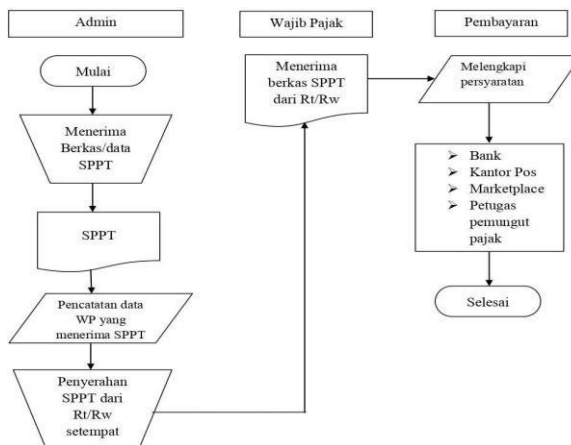 Admin
Mulai
Menerima
Berkas/data
SPPT
SPPT
Pencatatan data
WP yang
menerima SPPT
Penyerahan
SPPT dari
Rt/Rw
setempat
Wajib Pajak
Menerima
berkas SPPT
dari Rt/Rw
Pembayaran
Melengkapi
persyaratan
➢ Bank
➢ Kantor Pos
➢ Marketplace
➢ Petugas
pemungut
pajak
Selesai